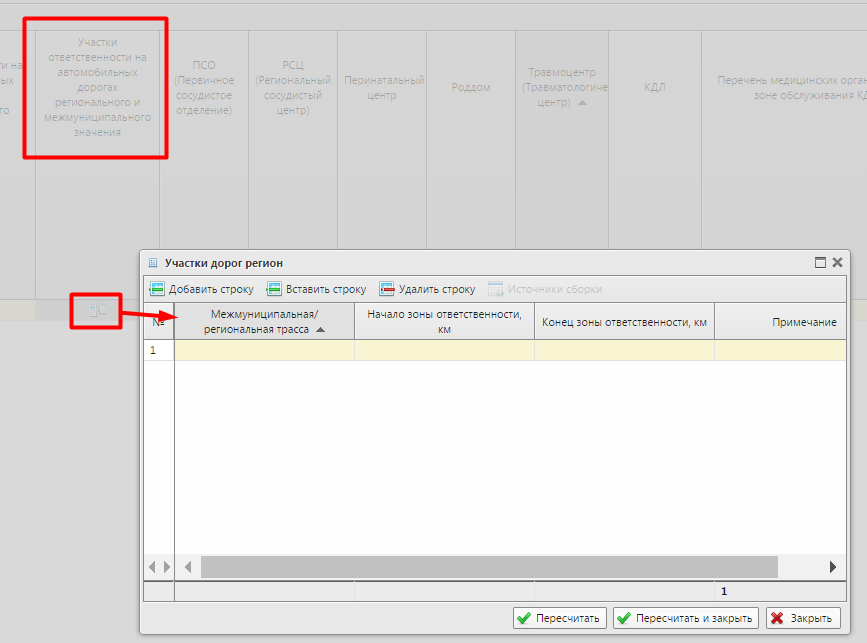 Участки
ответственности на
автомобильных
дорогах
регионального и
межмуниципального
значения
ПСО
(Первичное
сосудистое
отделение)
РСЦ
(Региональный
сосудистый
центр)
Перинатальный
центр
Роддом
Травмоцентр
(Травматологиче
центр)
КДЛ
Перечень медицинских орган
зоне обслуживания КД
Участки дорог регион
Добавить строку
Вставить строку
Удалить строку
Источники сборки
№
Межмуниципальная/
региональная трасса
Начало зоны ответственности,
км
Конец зоны ответственности, км
Примечание
1
1
Пересчитать
Пересчитать и закрыть
Закрыть